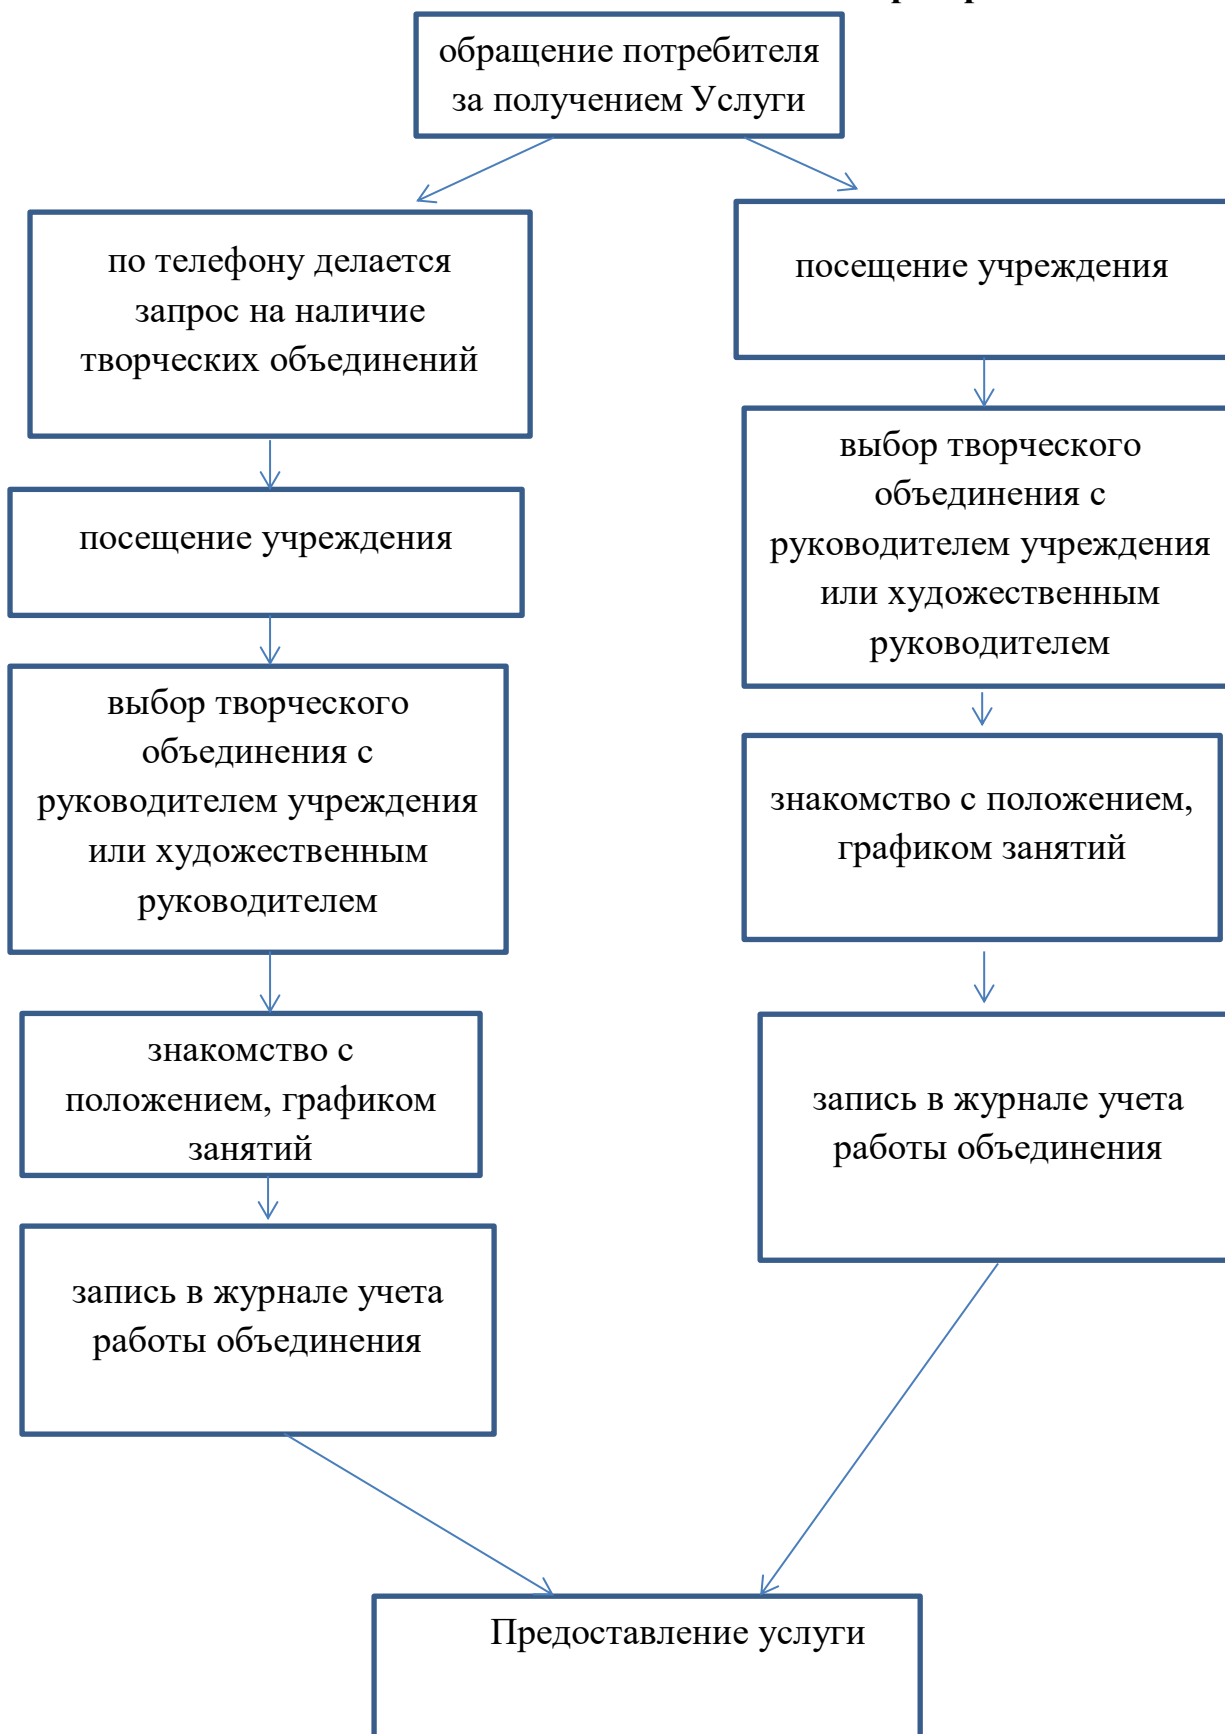 обращение потребителя
за получением Услуги
по телефону делается
запрос на наличие
творческих объединений
посещение учреждения
выбор творческого
объединения с
руководителем учреждения
или художественным
руководителем
знакомство с
положением, графиком
занятий
запись в журнале учета
работы объединения
посещение учреждения
выбор творческого
объединения с
руководителем учреждения
или художественным
руководителем
знакомство с положением,
графиком занятий
запись в журнале учета
работы объединения
Предоставление услуги